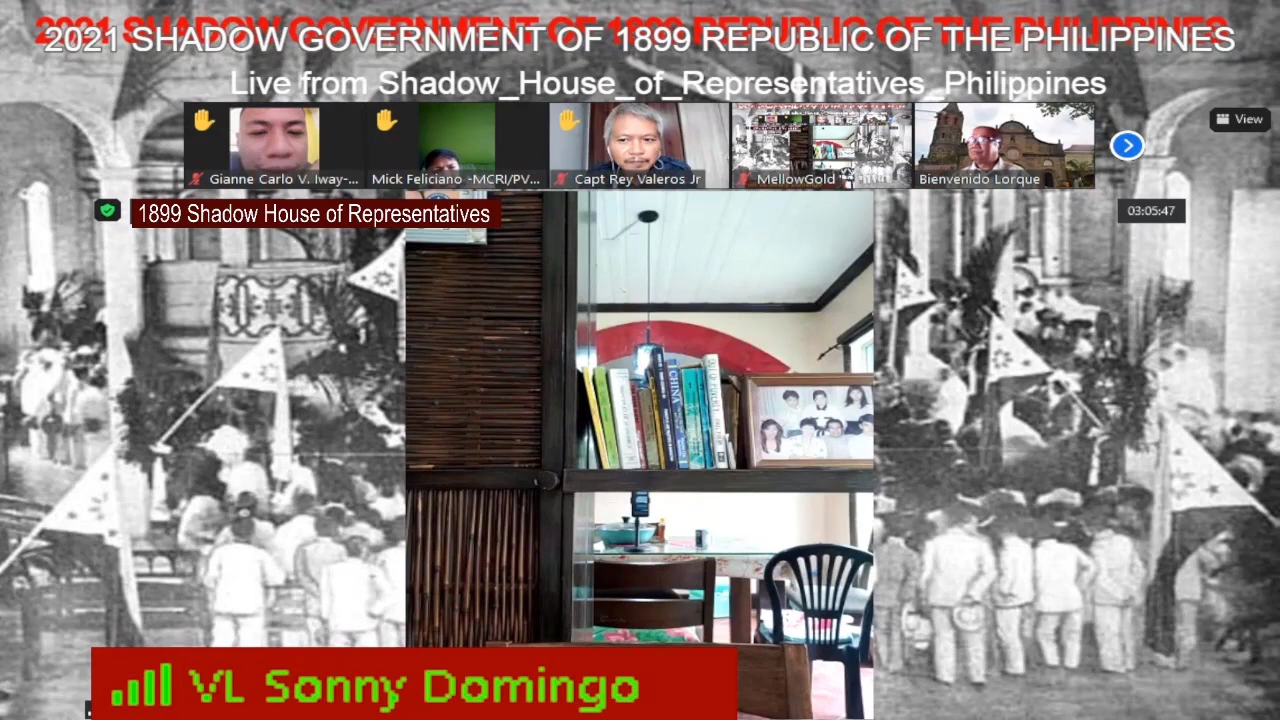 2021 SHADOW GOVERNMENT OF 1899 REPUBLIC OF THE PHILIPPINES
Live from Shadow_House_of_Representatives_Philippines
Gianne Carlo V. Iway-...
Mick Feliciano -MCRI/PV...
Capt Rey Valeros Jr
MellowGold
Bienvenido Lorque
View
1899 Shadow House of Representatives
03:05:47
CHINA
VL Sonny Domingo